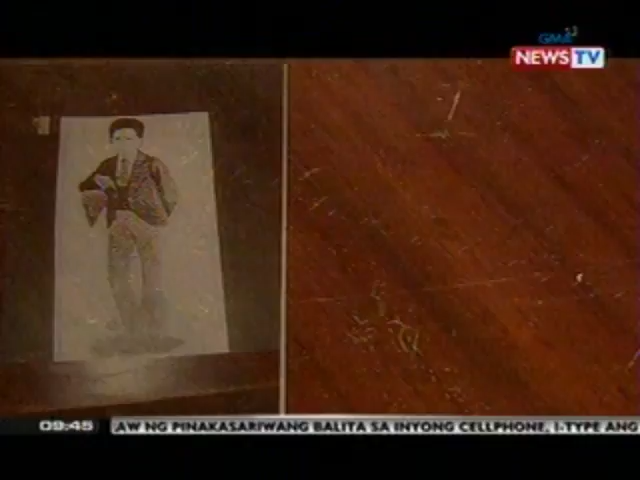 GMA
NEWS TV
09:45 AW NG PINAKASARIWANG BALITA SA INYONG CELLPHONE, I-TYPE ANG